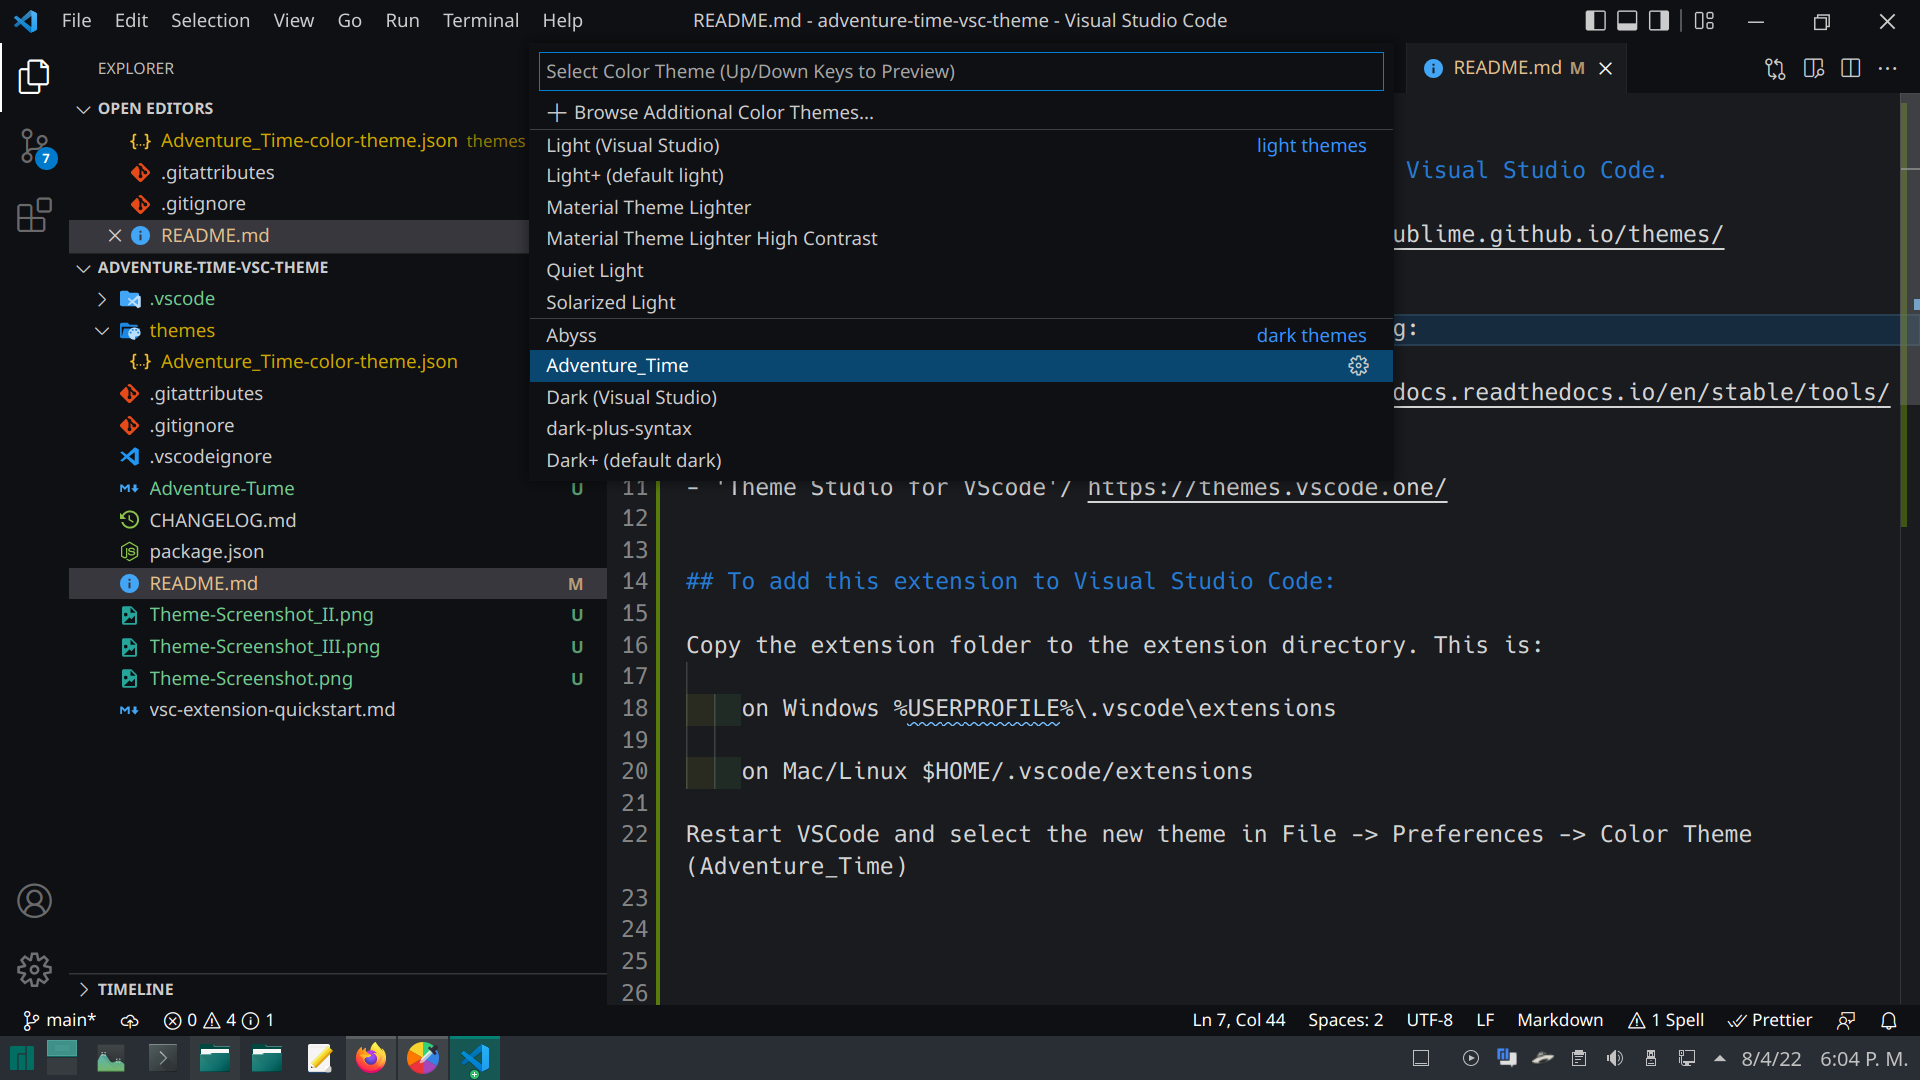 File Edit Selection View Go Run Terminal Help
README.md - adventure-time-vsc-theme - Visual Studio Code
EXPLORER
OPEN EDITORS
{..} Adventure_Time-color-theme.json themes
.gitattributes
.gitignore
README.md
ADVENTURE-TIME-VSC-THEME
.vscode
themes
{..} Adventure_Time-color-theme.json
.gitattributes
.gitignore
.vscodeignore
Adventure-Tume U
CHANGELOG.md
package.json
README.md M
Theme-Screenshot_II.png U
Theme-Screenshot_III.png U
Theme-Screenshot.png U
vsc-extension-quickstart.md
TIMELINE
7
Select Color Theme (Up/Down Keys to Preview)
Browse Additional Color Themes...
Light (Visual Studio) light themes
Light+ (default light)
Material Theme Lighter
Material Theme Lighter High Contrast
Quiet Light
Solarized Light
Abyss dark themes
Adventure_Time
Dark (Visual Studio)
dark-plus-syntax
Dark+ (default dark)
README.md M
Visual Studio Code.
ublime.github.io/themes/
g:
docs.readthedocs.io/en/stable/tools/
11 - 'Theme Studio for VScode'/ https://themes.vscode.one/
12
13
14 ## To add this extension to Visual Studio Code:
15
16 Copy the extension folder to the extension directory. This is:
17
18 on Windows %USERPROFILE%\.vscode\extensions
19
20 on Mac/Linux $HOME/.vscode/extensions
21
22 Restart VSCode and select the new theme in File -> Preferences -> Color Theme
(Adventure_Time)
23
24
25
26
main* 0 4 1
Ln 7, Col 44 Spaces: 2 UTF-8 LF Markdown 1 Spell Prettier
8/4/22 6:04 P. M.